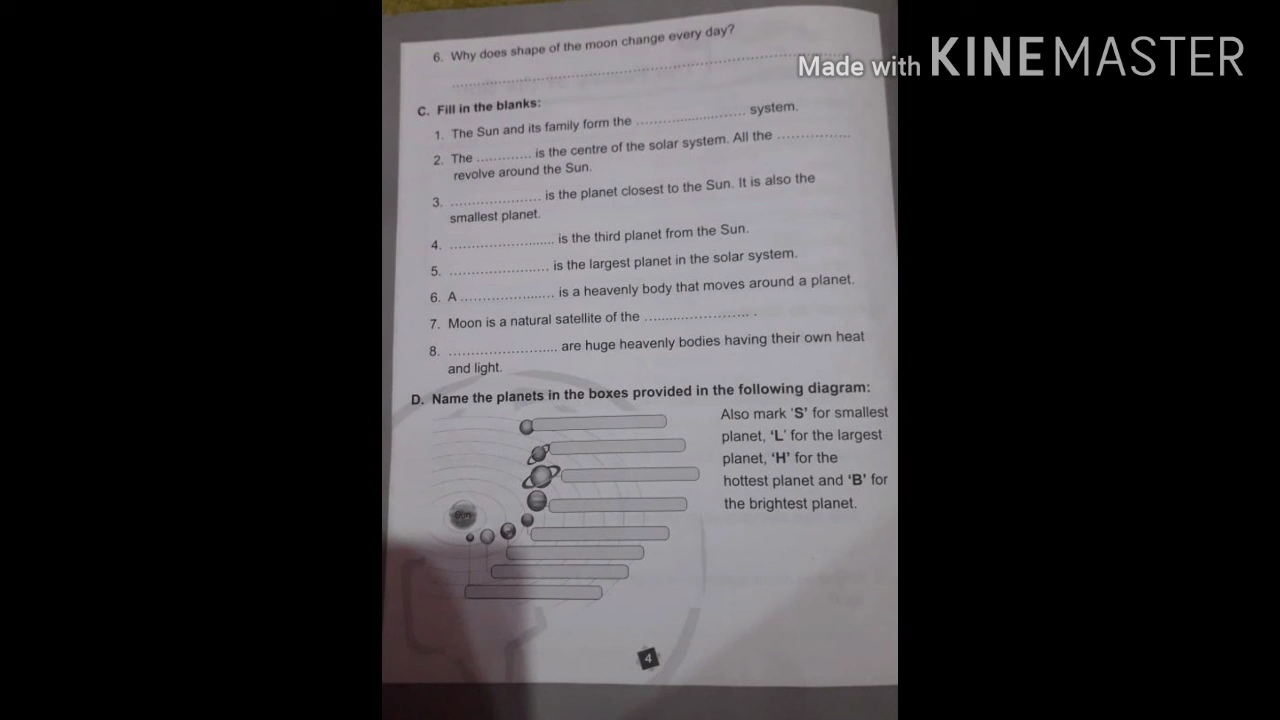 6. Why does shape of the moon change every day?
Made with KINEMASTER
C. Fill in the blanks:
1. The Sun and its family form the ........................... system.
2. The ............. is the centre of the solar system. All the ................
revolve around the Sun.
3. ...................... is the planet closest to the Sun. It is also the
smallest planet.
4. ......................... is the third planet from the Sun.
5. ........................ is the largest planet in the solar system.
6. A ....................... is a heavenly body that moves around a planet.
7. Moon is a natural satellite of the .......................... .
8. .......................... are huge heavenly bodies having their own heat
and light.
D. Name the planets in the boxes provided in the following diagram:
Also mark ‘S’ for smallest
planet, ‘L’ for the largest
planet, ‘H’ for the
hottest planet and ‘B’ for
the brightest planet.
Sun
4